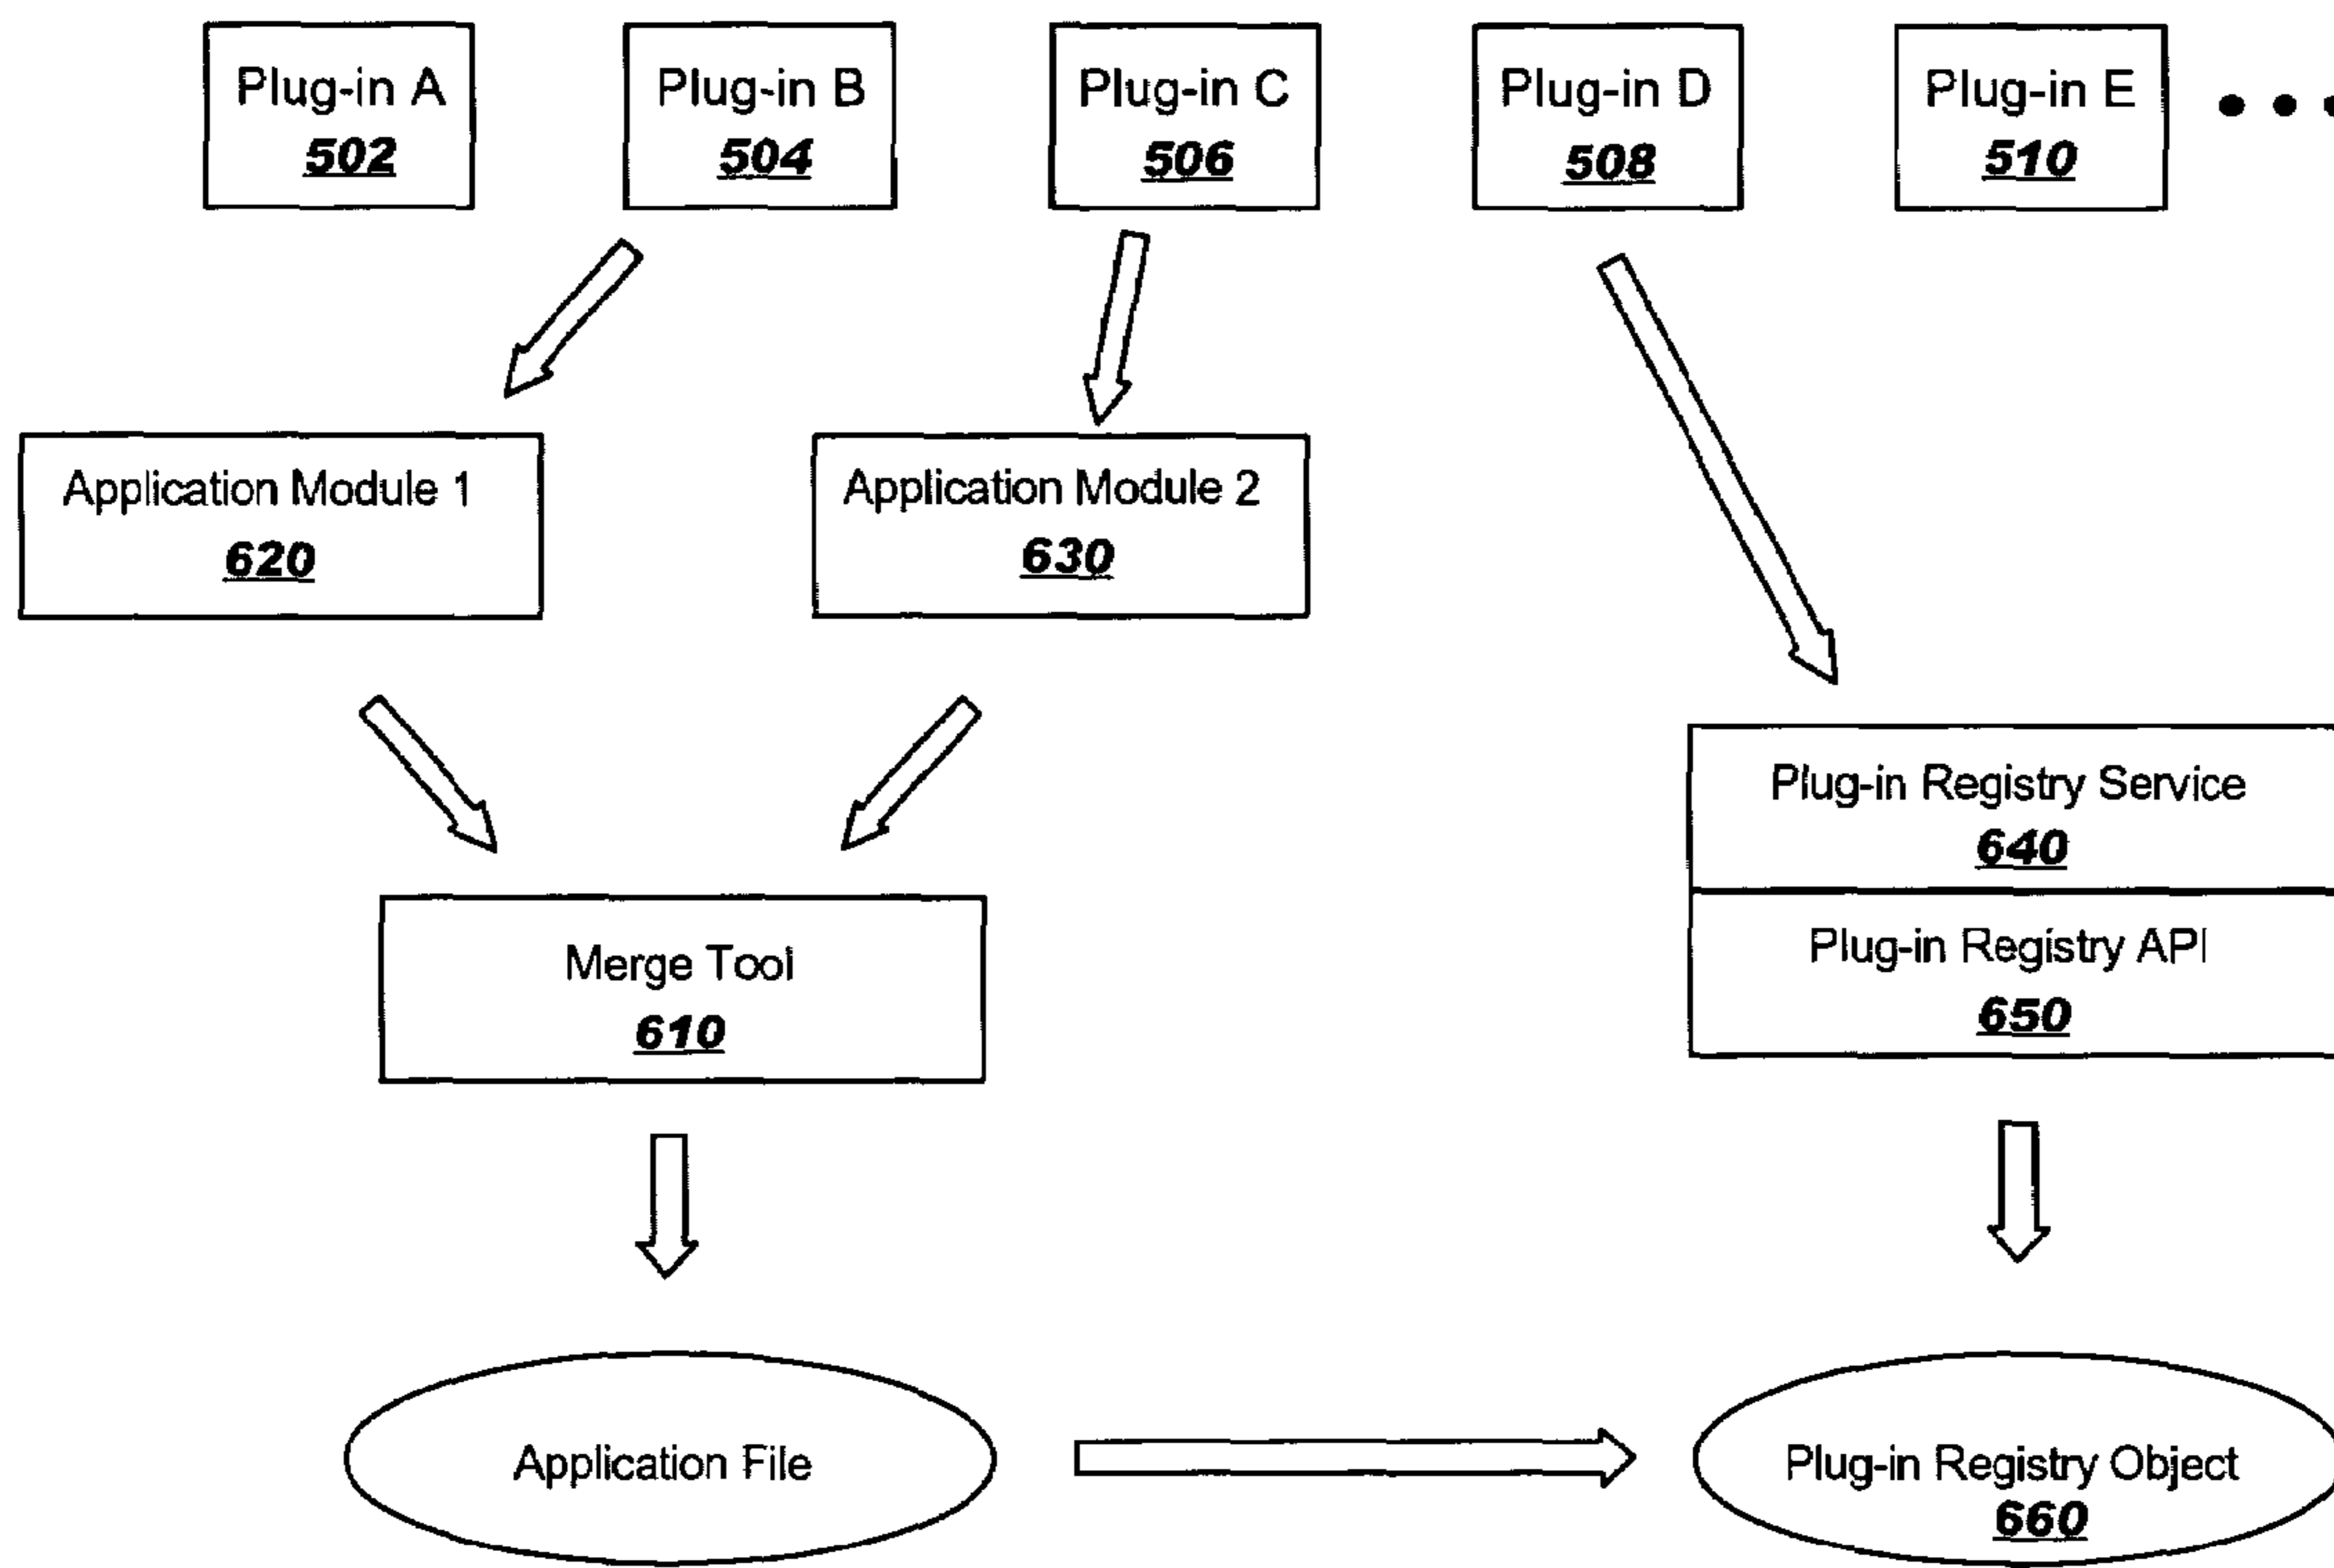 Plug-in A
502
Plug-in B
504
Plug-in C
506
Plug-in D
508
Plug-in E
510
Application Module 1
620
Application Module 2
630
Plug-in Registry Service
640
Merge Tool
610
Plug-in Registry API
650
Application File
Plug-in Registry Object
660